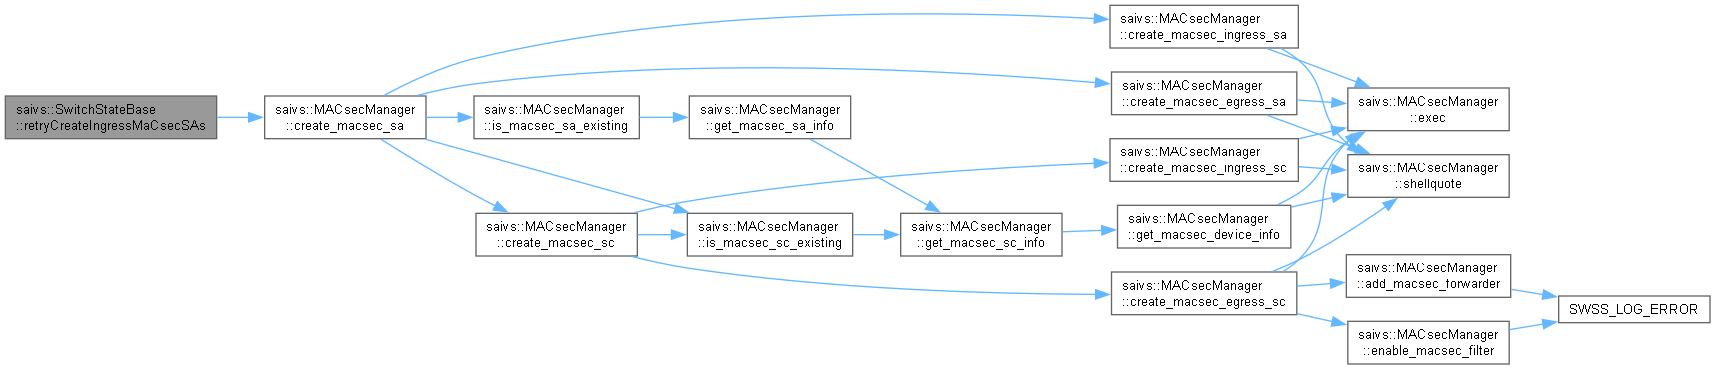 saivs::SwitchStateBase
::retryCreateIngressMaCsecSAs
saivs::MACsecManager
::create_macsec_sa
saivs::MACsecManager
::is_macsec_sa_existing
saivs::MACsecManager
::get_macsec_sa_info
saivs::MACsecManager
::create_macsec_sc
saivs::MACsecManager
::is_macsec_sc_existing
saivs::MACsecManager
::get_macsec_sc_info
saivs::MACsecManager
::create_macsec_ingress_sa
saivs::MACsecManager
::create_macsec_egress_sa
saivs::MACsecManager
::create_macsec_ingress_sc
saivs::MACsecManager
::get_macsec_device_info
saivs::MACsecManager
::create_macsec_egress_sc
saivs::MACsecManager
::exec
saivs::MACsecManager
::shellquote
saivs::MACsecManager
::add_macsec_forwarder
saivs::MACsecManager
::enable_macsec_filter
SWSS_LOG_ERROR